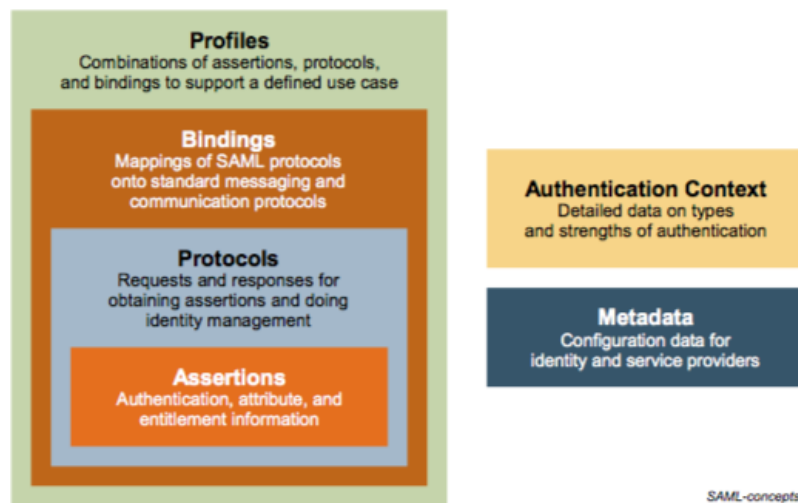 Profiles
Combinations of assertions, protocols,
and bindings to support a defined use case
Bindings
Mappings of SAML protocols
onto standard messaging and
communication protocols
Protocols
Requests and responses for
obtaining assertions and doing
identity management
Assertions
Authentication, attribute, and
entitlement information
Authentication Context
Detailed data on types
and strengths of authentication
Metadata
Configuration data for
identity and service providers
SAML-concepts